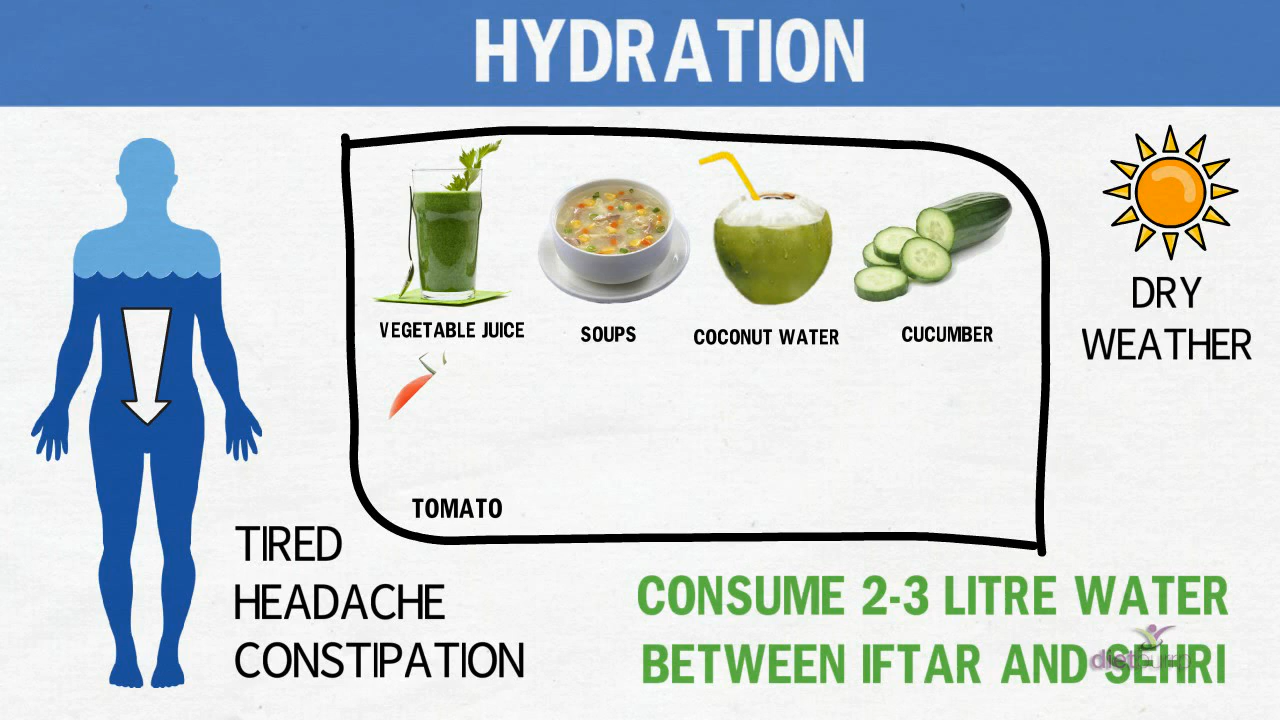 HYDRATION
VEGETABLE JUICE
SOUPS
COCONUT WATER
CUCUMBER
TOMATO
DRY
WEATHER
TIRED
HEADACHE
CONSTIPATION
CONSUME 2-3 LITRE WATER
BETWEEN IFTAR AND SEHRI